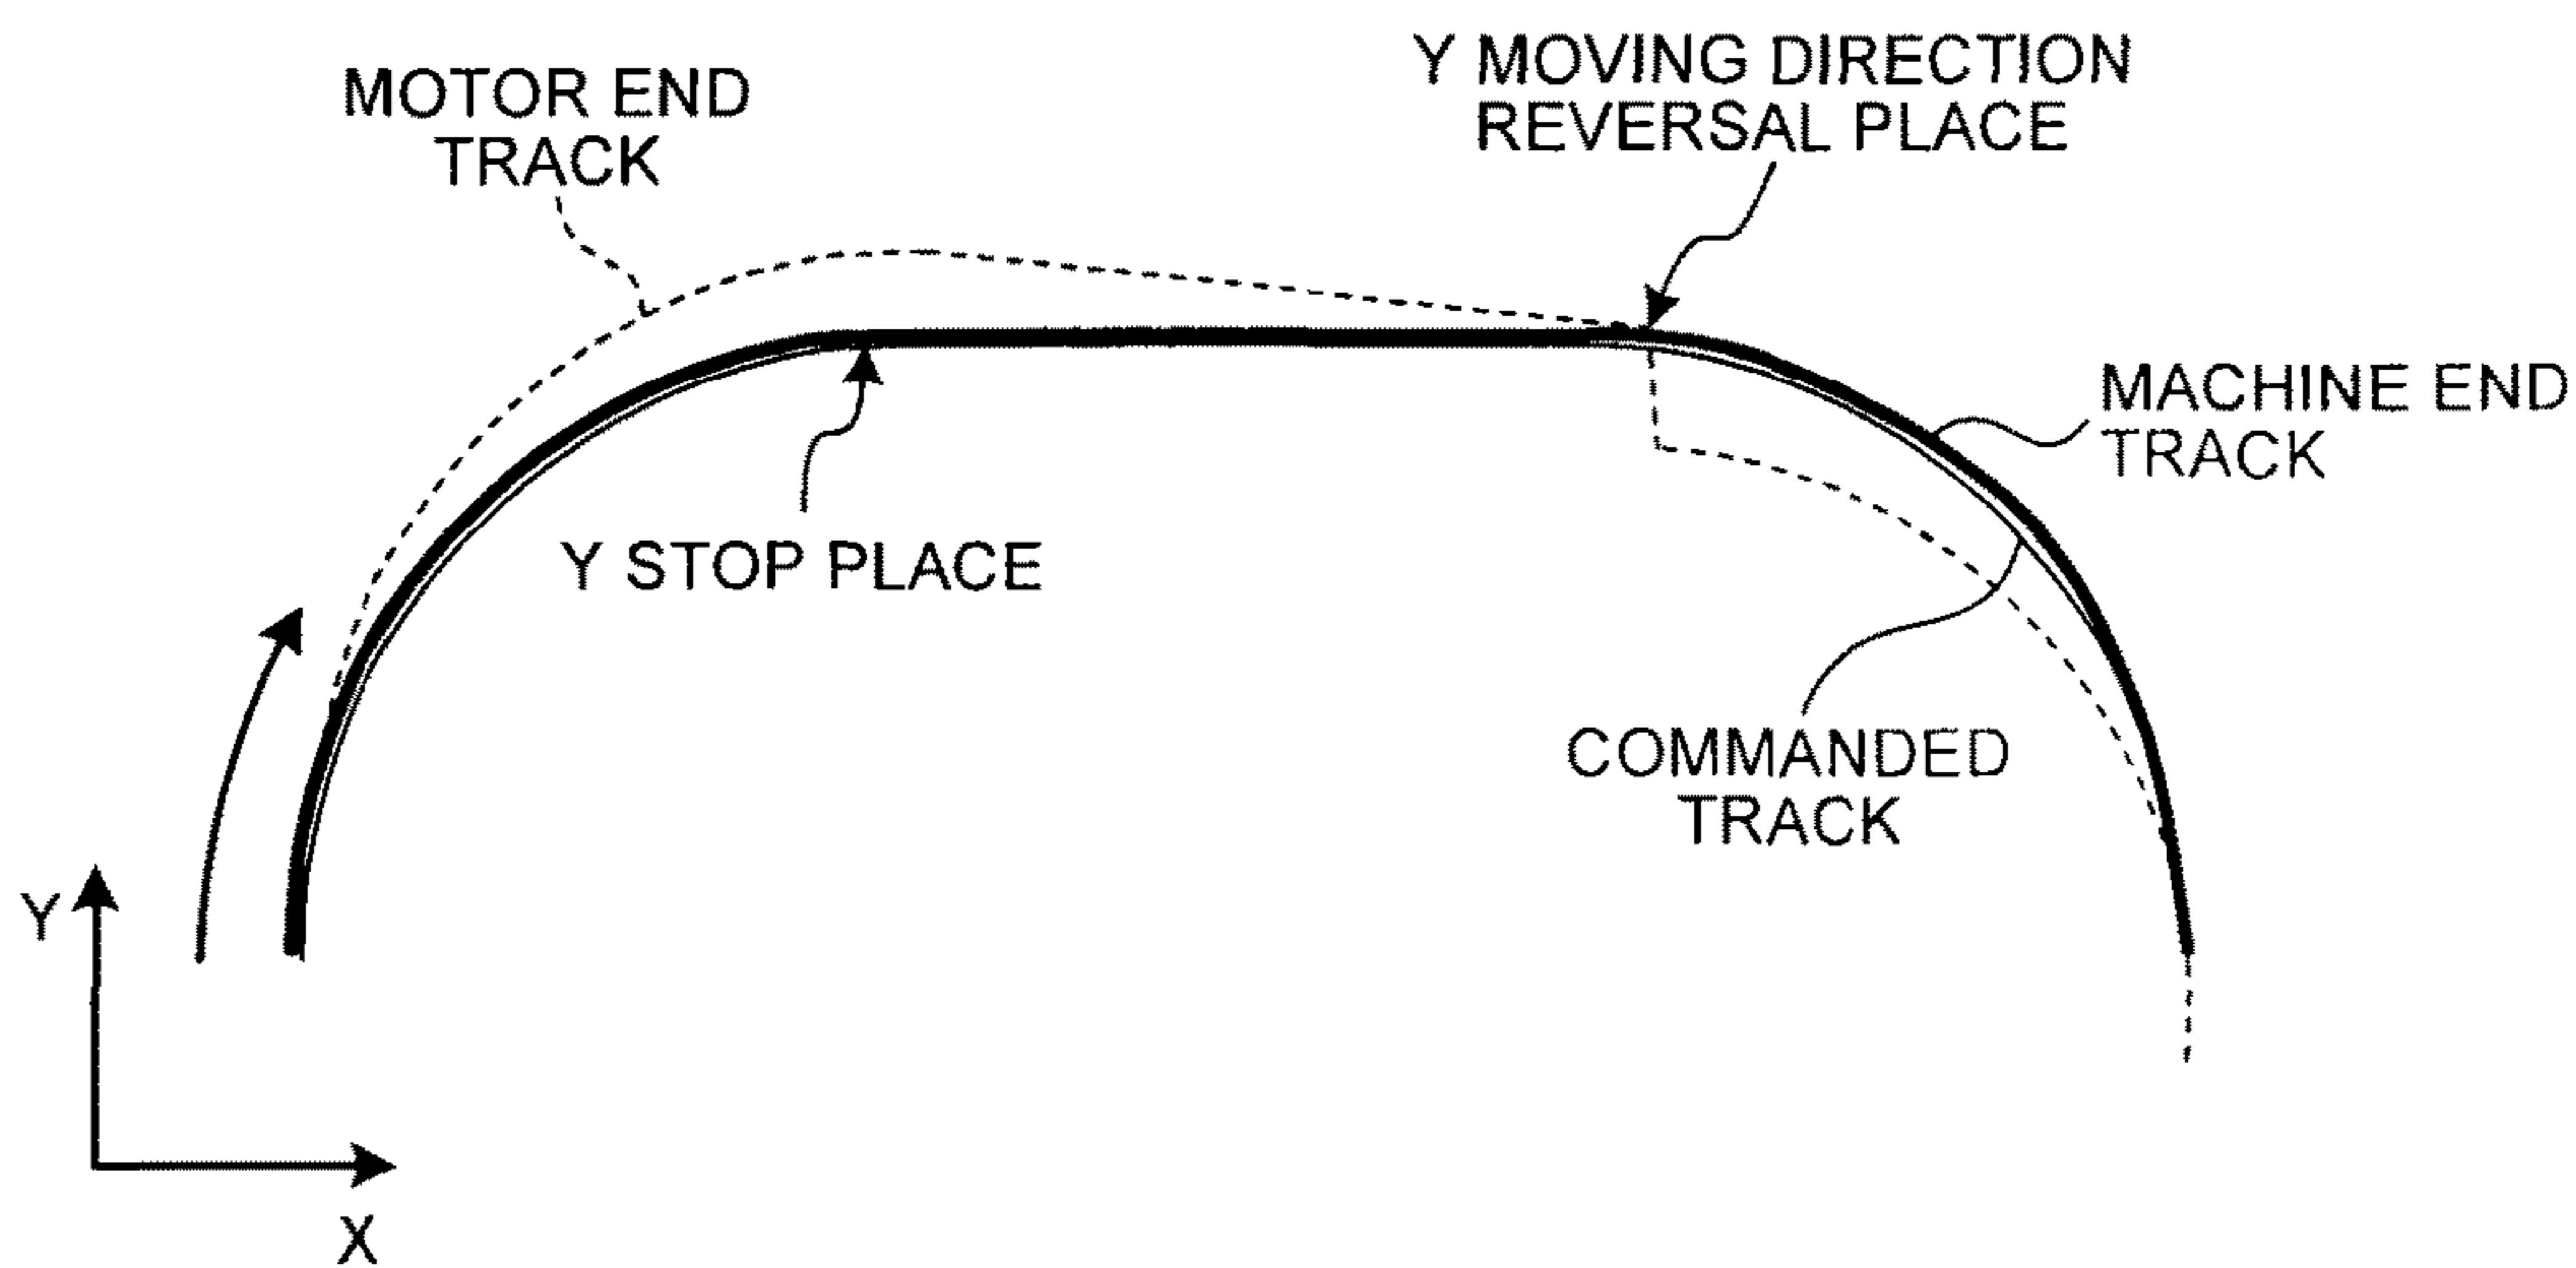 MOTOR END
TRACK
Y MOVING DIRECTION
REVERSAL PLACE
MACHINE END
TRACK
Y STOP PLACE
COMMANDED
TRACK
Y
X